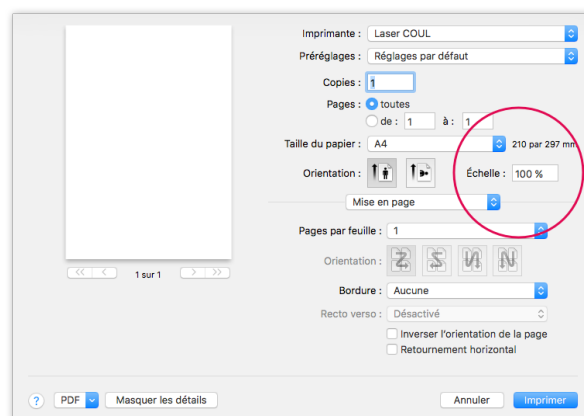 Imprimante : Laser COUL
Préréglages : Réglages par défaut
Copies : 1
Pages : toutes
de : 1 à : 1
Taille du papier : A4 210 par 297 mm
Orientation : Échelle : 100 %
Mise en page
Pages par feuille : 1
Orientation :
Bordure : Aucune
Recto verso : Désactivé
Inverser l'orientation de la page
Retournement horizontal
<< < 1 sur 1 > >>
? PDF Masquer les détails Annuler Imprimer